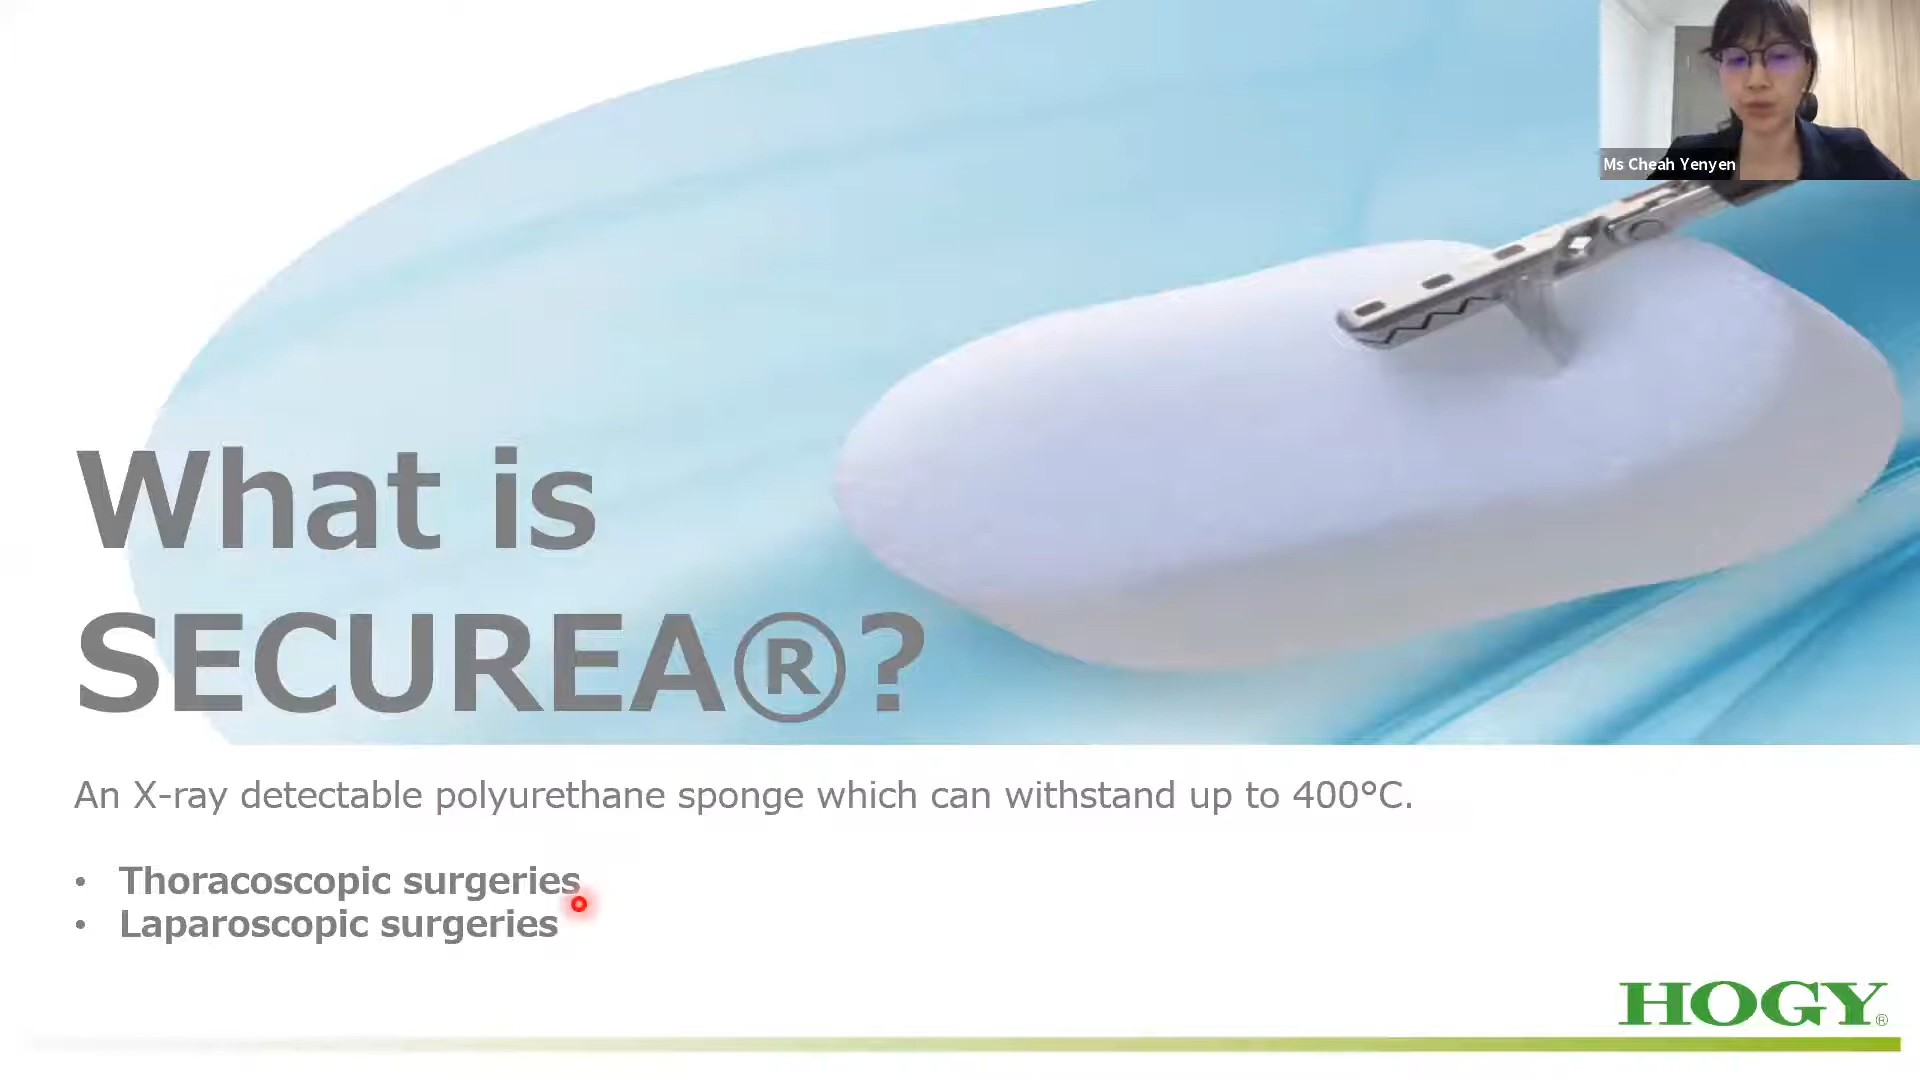 Ms Cheah Yenyen
What is
SECUREA®?
An X-ray detectable polyurethane sponge which can withstand up to 400°C.
• Thoracoscopic surgeries
• Laparoscopic surgeries
HOGY®